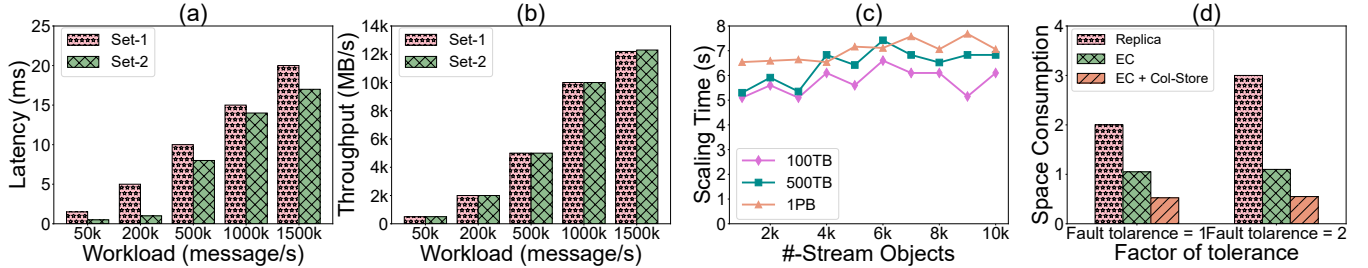 (a)
Latency (ms)
20
15
10
5
0
Set-1
Set-2
50k 200k 500k 1000k 1500k
Workload (message/s)
(b)
Throughput (MB/s)
14k
12k
10k
8k
6k
4k
2k
0
Set-1
Set-2
50k 200k 500k 1000k 1500k
Workload (message/s)
(c)
Scaling Time (s)
8
7
6
5
4
3
2
1
0
100TB
500TB
1PB
2k 4k 6k 8k 10k
#-Stream Objects
(d)
Space Consumption
4
3
2
1
0
Replica
EC
EC + Col-Store
Fault tolarence = 1 Fault tolarence = 2
Factor of tolerance